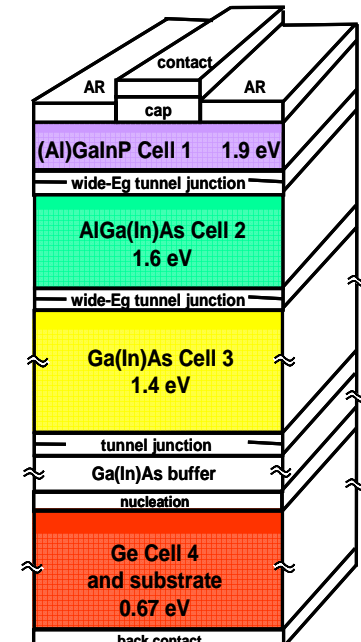 contact
AR AR
cap
(Al)GaInP Cell 1 1.9 eV
wide-Eg tunnel junction
AlGa(In)As Cell 2
1.6 eV
wide-Eg tunnel junction
Ga(In)As Cell 3
1.4 eV
tunnel junction
Ga(In)As buffer
nucleation
Ge Cell 4
and substrate
0.67 eV
back contact